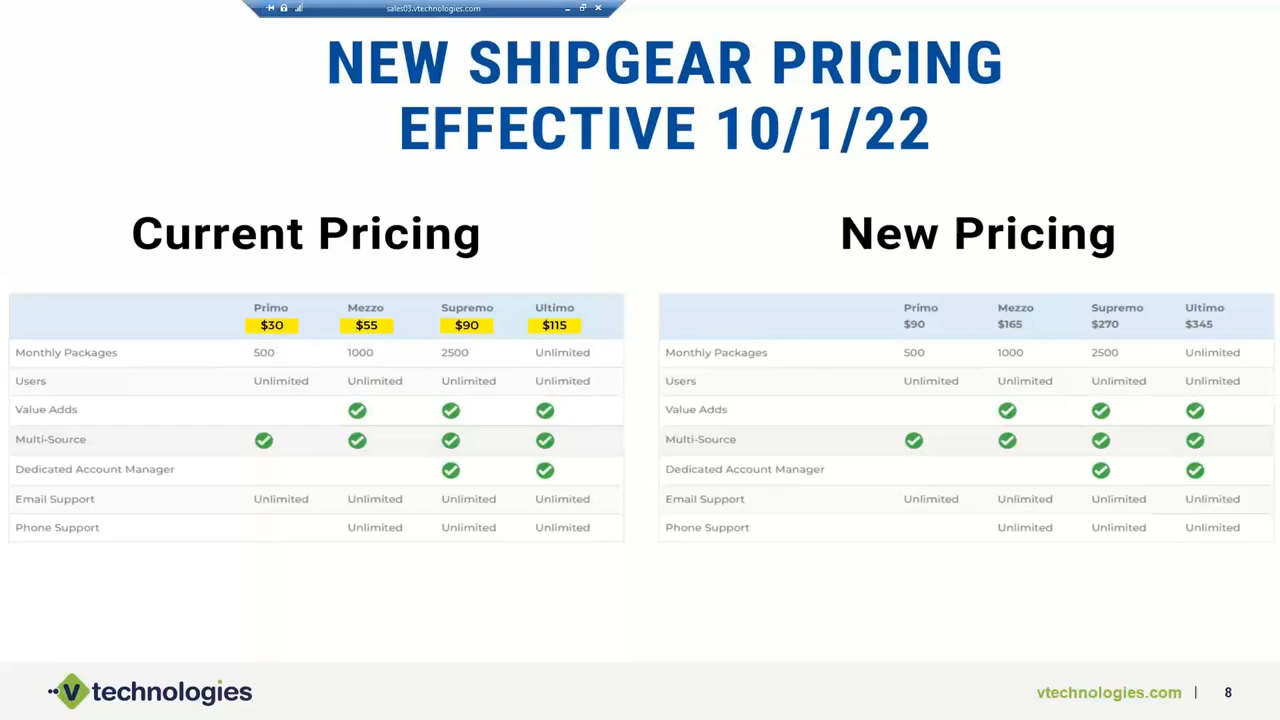 sales03.vtechnologies.com
NEW SHIPGEAR PRICING
EFFECTIVE 10/1/22
Current Pricing
Primo Mezzo Supremo Ultimo
$30 $55 $90 $115
Monthly Packages 500 1000 2500 Unlimited
Users Unlimited Unlimited Unlimited Unlimited
Value Adds
Multi-Source
Dedicated Account Manager
Email Support Unlimited Unlimited Unlimited Unlimited
Phone Support Unlimited Unlimited Unlimited
New Pricing
Primo Mezzo Supremo Ultimo
$90 $165 $270 $345
Monthly Packages 500 1000 2500 Unlimited
Users Unlimited Unlimited Unlimited Unlimited
Value Adds
Multi-Source
Dedicated Account Manager
Email Support Unlimited Unlimited Unlimited Unlimited
Phone Support Unlimited Unlimited Unlimited
V technologies
vtechnologies.com | 8